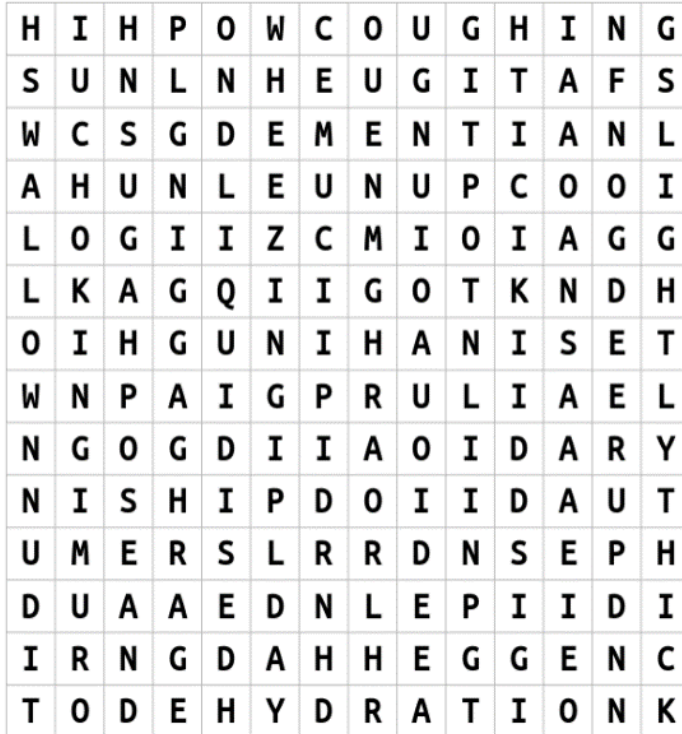 H I H P O W C O U G H I N G
S U N L N H E U G I T A F S
W C S G D E M E N T I A N L
A H U N L E U N U P C O O I
L O G I I Z C M I O I A G G
L K A G Q I I G O T K N D H
O I H G U N I H A N I S E T
W N P A I G P R U L I A E L
N G O G D I I A O I D A R Y
N I S H I P D O I I D A U T
U M E R S L R R D N S E P H
D U A A E D N L E P I I D I
I R N G D A H H E G G E N C
T O D E H Y D R A T I O N K